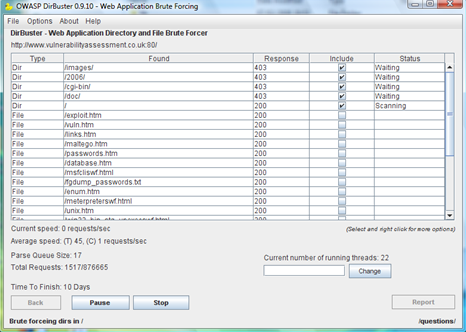 OWASP DirBuster 0.9.10 - Web Application Brute Forcing
File Options About Help
DirBuster - Web Application Directory and File Brute Forcer
http://www.vulnerabilityassessment.co.uk:80/
Type Found Response Include Status
Dir /images/ 403 Waiting
Dir /2006/ 403 Waiting
Dir /cgi-bin/ 403 Waiting
Dir /doc/ 403 Waiting
Dir / 200 Scanning
File /exploit.htm 200
File /vuln.htm 200
File /links.htm 200
File /maltego.htm 200
File /passwords.htm 200
File /database.htm 200
File /msfcliswf.html 200
File /fgdump_passwords.txt 200
File /enum.htm 200
File /meterpreterswf.html 200
File /unix.htm 200
File 200
Current speed: 0 requests/sec
(Select and right click for more options)
Average speed: (T) 45, (C) 1 requests/sec
Parse Queue Size: 17
Current number of running threads: 22
Total Requests: 1517/876665
Change
Time To Finish: 10 Days
Back Pause Stop Report
Brute forceing dirs in / /questions/